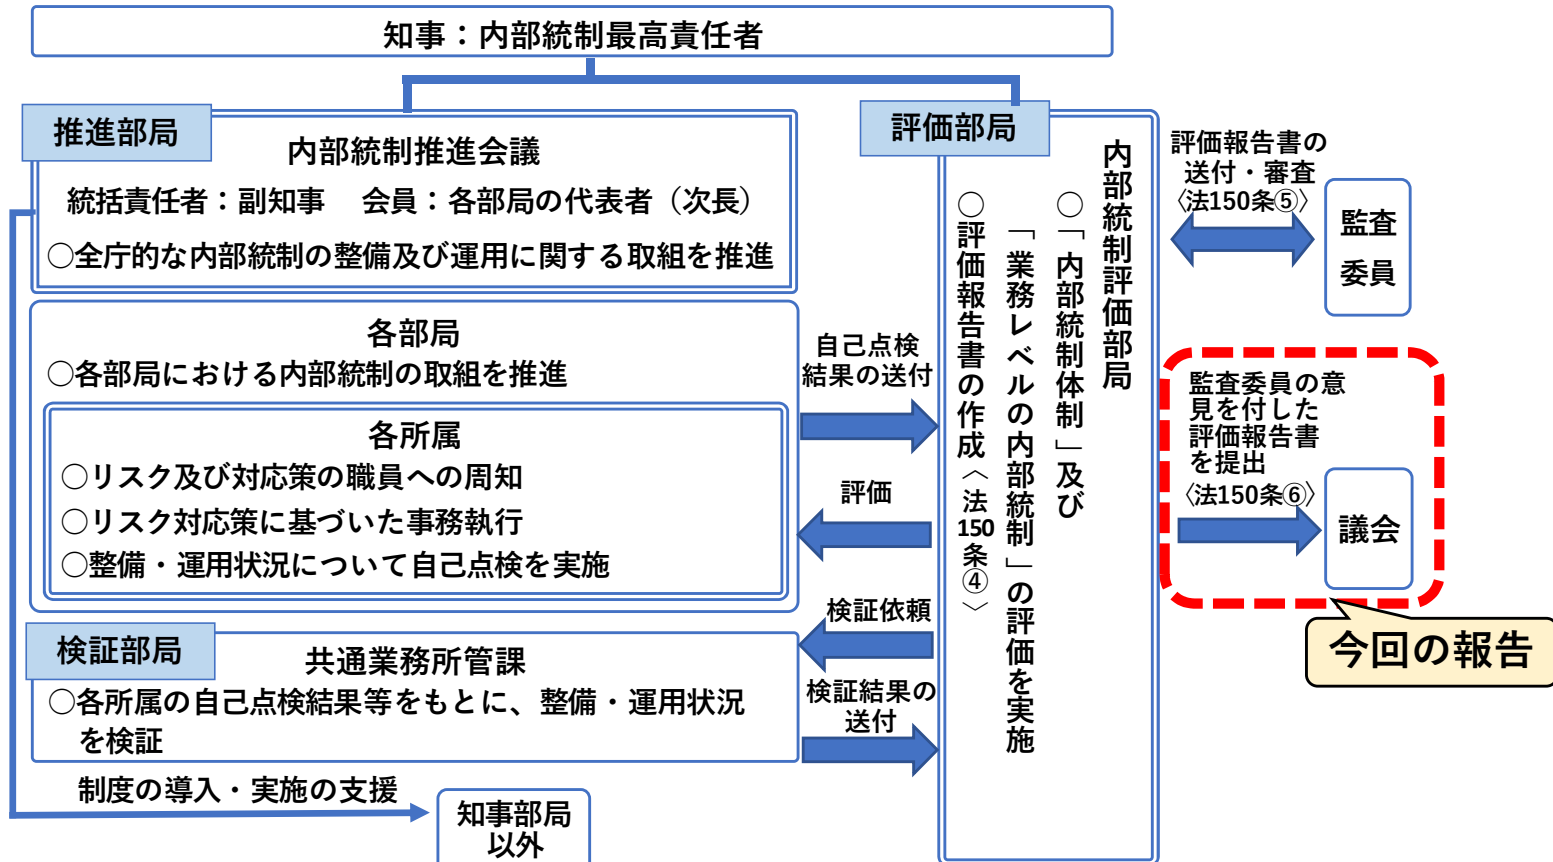 知事：内部統制最高責任者
推進部局
内部統制推進会議
統括責任者：副知事　会員：各部局の代表者（次長）
○全庁的な内部統制の整備及び運用に関する取組を推進
各部局
○各部局における内部統制の取組を推進
各所属
○リスク及び対応策の職員への周知
○リスク対応策に基づいた事務執行
○整備・運用状況について自己点検を実施
検証部局
共通業務所管課
○各所属の自己点検結果等をもとに、整備・運用状況
を検証
制度の導入・実施の支援
知事部局
以外
自己点検
結果の送付
評価
検証依頼
検証結果の
送付
評価部局
内部統制評価部局
○「内部統制体制」及び
「業務レベルの内部統制」の評価を実施
○評価報告書の作成〈法150条④〉
評価報告書の
送付・審査
〈法150条⑤〉
監査
委員
監査委員の意
見を付した
評価報告書
を提出
〈法150条⑥〉
議会
今回の報告